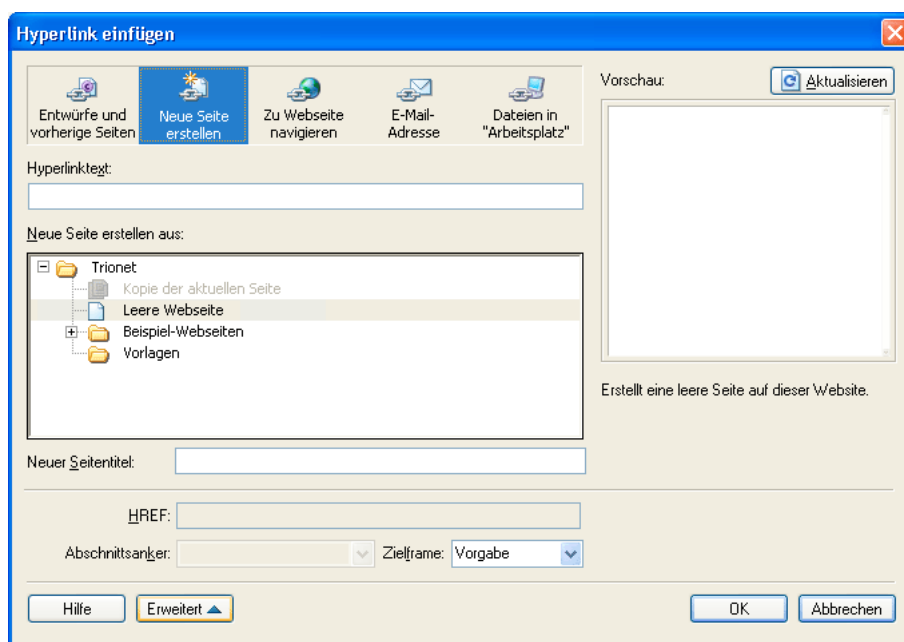 Hyperlink einfügen
Entwürfe und
vorherige Seiten
Neue Seite
erstellen
Zu Webseite
navigieren
E-Mail-
Adresse
Dateien in
"Arbeitsplatz"
Vorschau:
Aktualisieren
Hyperlinktext:
Neue Seite erstellen aus:
Trionet
Kopie der aktuellen Seite
Leere Webseite
Beispiel-Webseiten
Vorlagen
Erstellt eine leere Seite auf dieser Website.
Neuer Seitentitel:
HREF:
Abschnittsanker:
Zielframe:
Vorgabe
Hilfe
Erweitert
OK
Abbrechen